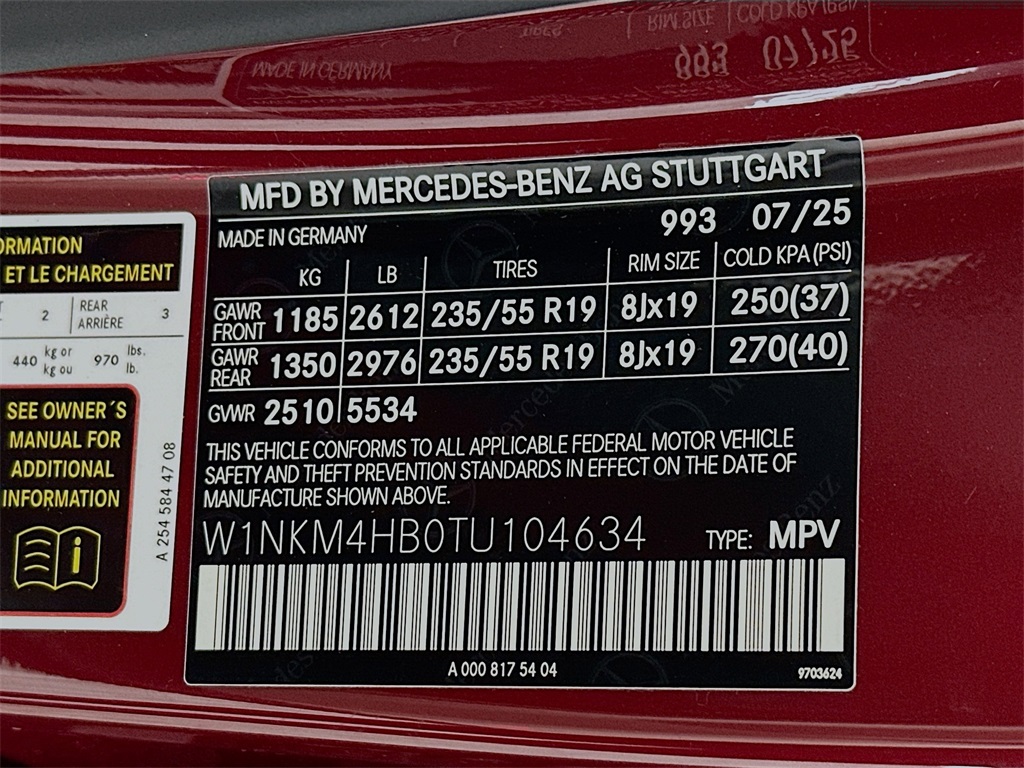 MFD BY MERCEDES-BENZ AG STUTTGART
MADE IN GERMANY
993 07/25
KG LB TIRES RIM SIZE COLD KPA (PSI)
GAWR FRONT 1185 2612 235/55 R19 8Jx19 250(37)
GAWR REAR 1350 2976 235/55 R19 8Jx19 270(40)
GVWR 2510 5534
THIS VEHICLE CONFORMS TO ALL APPLICABLE FEDERAL MOTOR VEHICLE
SAFETY AND THEFT PREVENTION STANDARDS IN EFFECT ON THE DATE OF
MANUFACTURE SHOWN ABOVE.
W1NKM4HB0TU104634 TYPE: MPV
A 000 817 54 04
9703624
ET LE CHARGEMENT
2 REAR 3
ARRIÈRE
440 kg or 970 lbs.
kg ou lb.
SEE OWNER´S
MANUAL FOR
ADDITIONAL
INFORMATION
A 254 584 47 08